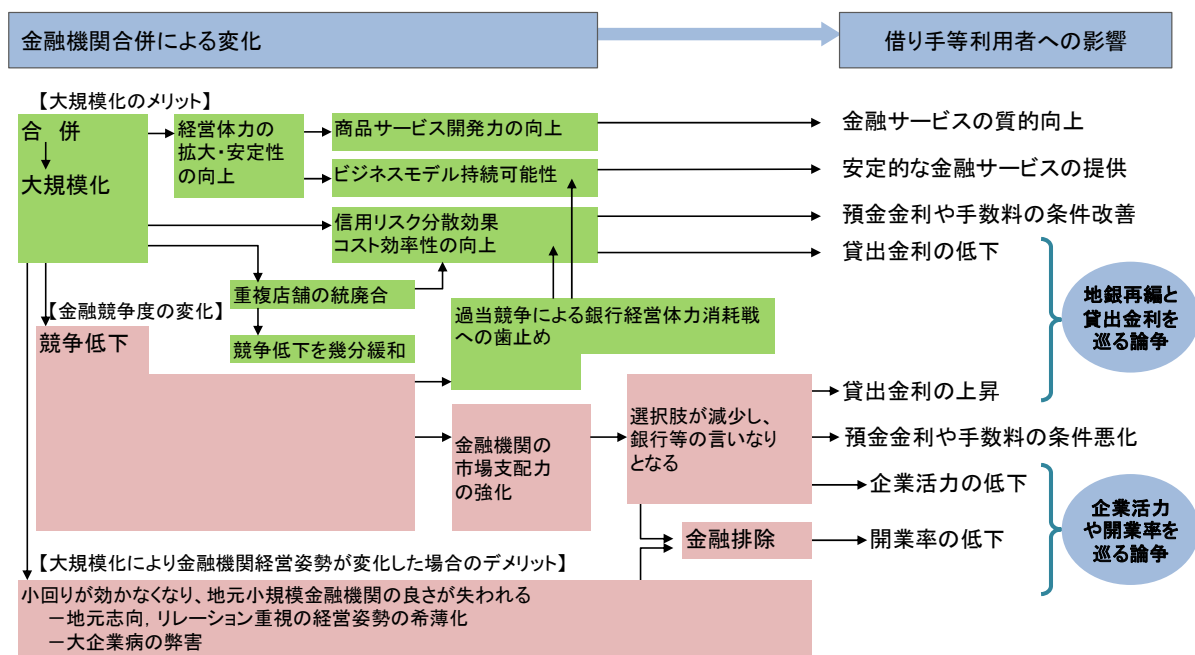 金融機関合併による変化
借り手等利用者への影響
【大規模化のメリット】
合 併
大規模化
経営体力の
拡大・安定性
の向上
商品サービス開発力の向上
ビジネスモデル持続可能性
信用リスク分散効果
コスト効率性の向上
金融サービスの質的向上
安定的な金融サービスの提供
預金金利や手数料の条件改善
貸出金利の低下
重複店舗の統廃合
【金融競争度の変化】
競争低下
競争低下を幾分緩和
過当競争による銀行経営体力消耗戦
への歯止め
地銀再編と
貸出金利を
巡る論争
金融機関の
市場支配力
の強化
選択肢が減少し、
銀行等の言いなり
となる
貸出金利の上昇
預金金利や手数料の条件悪化
企業活力の低下
金融排除
開業率の低下
企業活力
や開業率を
巡る論争
【大規模化により金融機関経営姿勢が変化した場合のデメリット】
小回りが効かなくなり、地元小規模金融機関の良さが失われる
－地元志向，リレーション重視の経営姿勢の希薄化
－大企業病の弊害